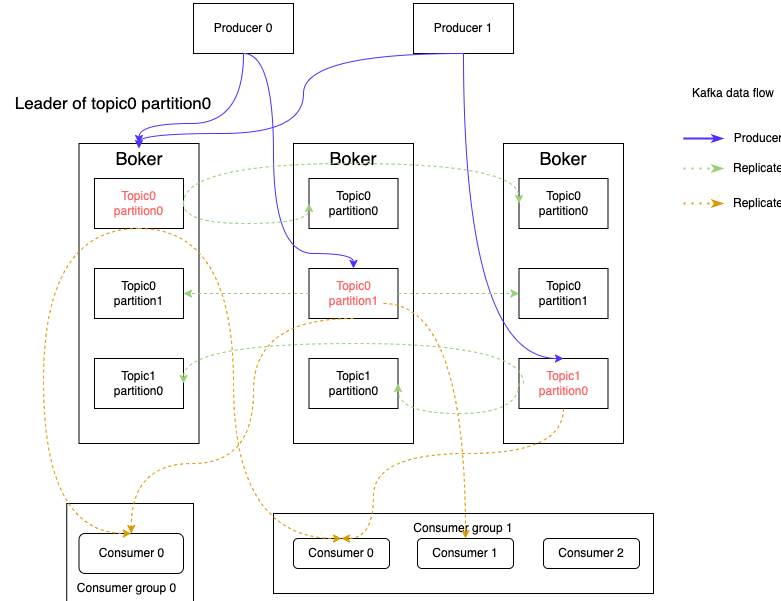 Producer 0
Producer 1
Leader of topic0 partition0
Kafka data flow
Producer
Replicate
Replicate
Boker
Boker
Boker
Topic0
partition0
Topic0
partition0
Topic0
partition0
Topic0
partition1
Topic0
partition1
Topic0
partition1
Topic1
partition0
Topic1
partition0
Topic1
partition0
Consumer group 1
Consumer 0
Consumer 0
Consumer 1
Consumer 2
Consumer group 0